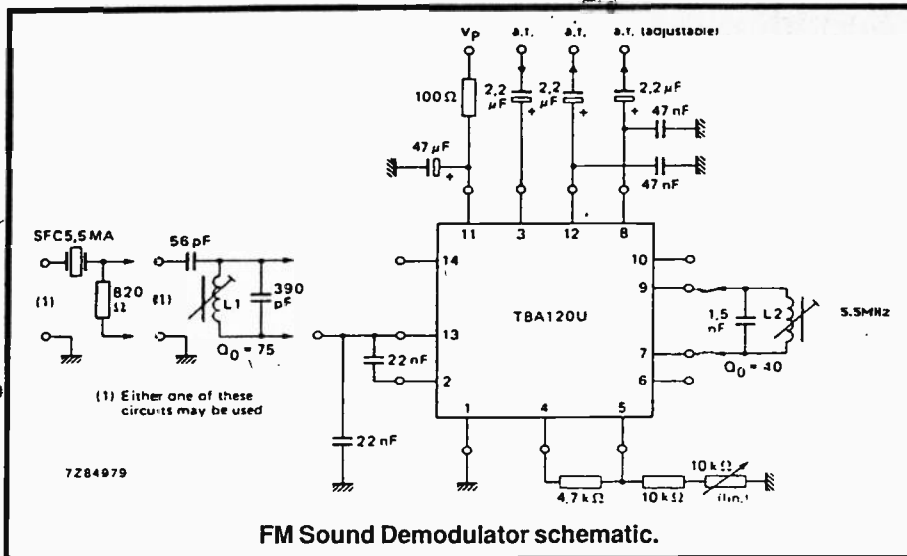 Vp a.f. a.f. a.f. (adjustable)
100Ω
2,2 µF
2,2 µF
2,2 µF
+ + +
47 nF
47 µF
+
47 nF
11 3 12 8
SFC5,5MA
56 pF
14
10
820 Ω
(1)
(1)
L1
390 pF
9
TBA120U
1,5 nF
L2
5.5MHz
13
Q0 = 75
22 nF
7
Q0 = 40
2
6
(1) Either one of these
circuits may be used
1 4 5
22 nF
10 kΩ
7Z84979
4,7 kΩ
10 kΩ
(lin.)
FM Sound Demodulator schematic.